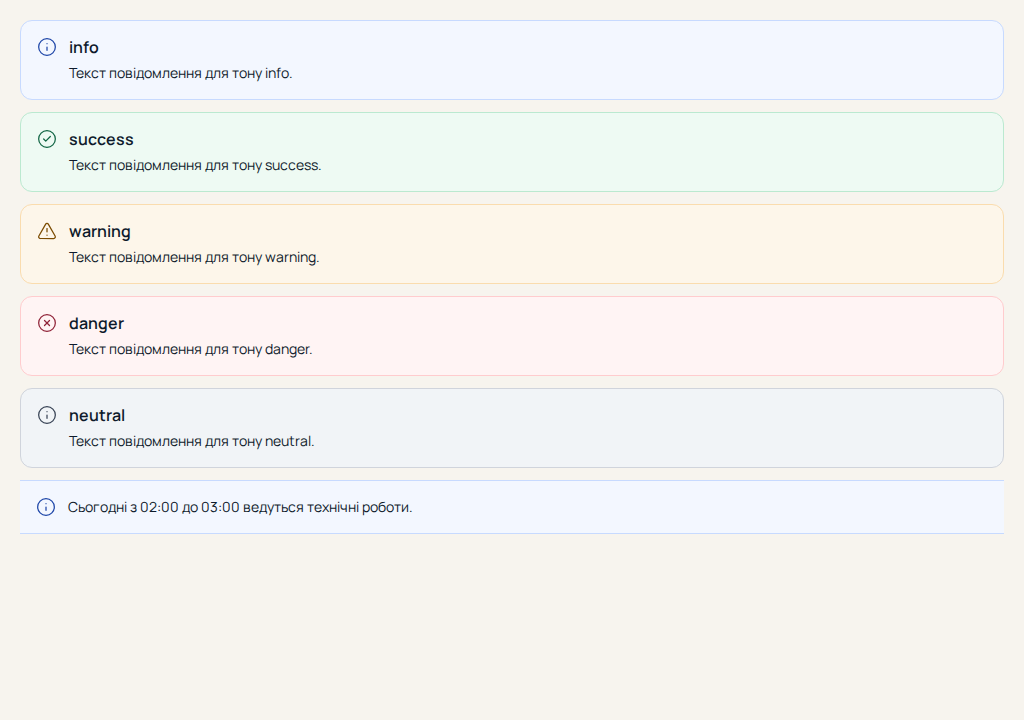 info
Текст повідомлення для тону info.
success
Текст повідомлення для тону success.
warning
Текст повідомлення для тону warning.
danger
Текст повідомлення для тону danger.
neutral
Текст повідомлення для тону neutral.
Сьогодні з 02:00 до 03:00 ведуться технічні роботи.